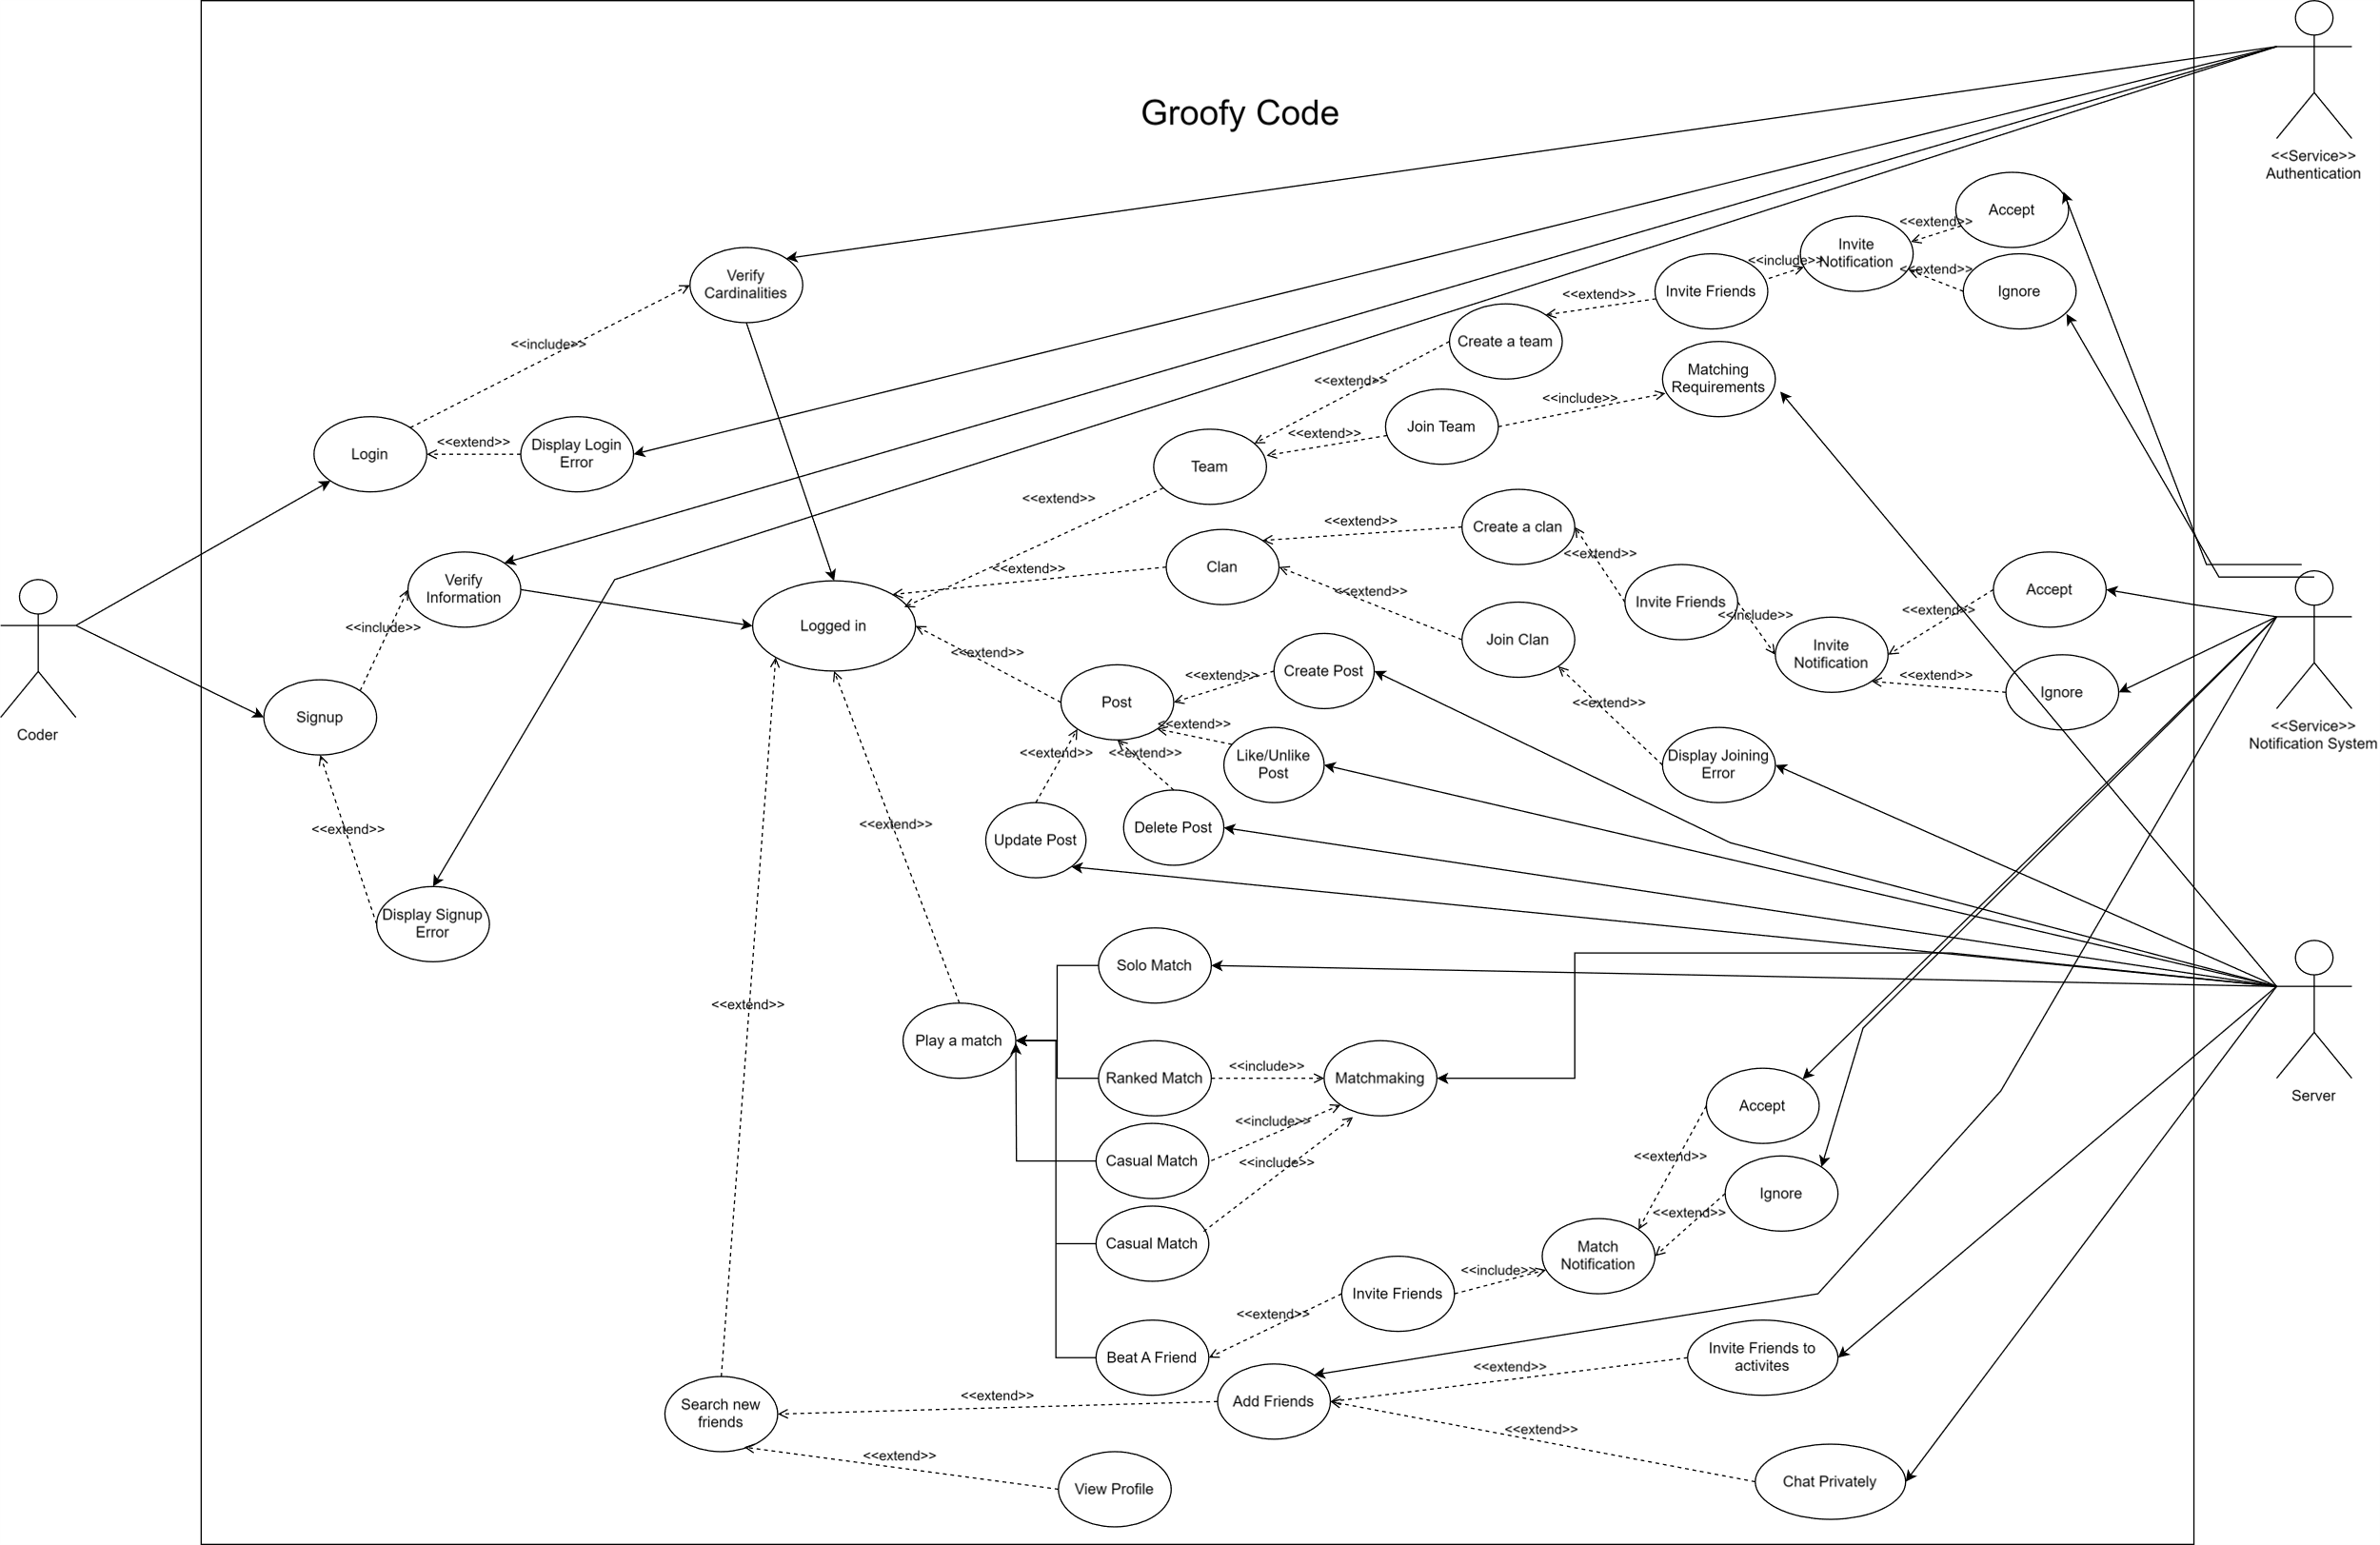 Groofy Code
<<Service>>
Authentication
Accept
<<extend>>
Invite
Notification
<<include>>
<<extend>>
Ignore
Invite Friends
<<extend>>
Verify
Cardinalities
Create a team
<<include>>
<<extend>>
Matching
Requirements
<<include>>
Join Team
<<extend>>
Login
<<extend>>
Display Login
Error
Team
<<extend>>
<<extend>>
Create a clan
<<extend>>
Clan
<<extend>>
Verify
Information
<<extend>>
Invite Friends
<<include>>
Accept
<<extend>>
<<include>>
Logged in
Join Clan
Invite
Notification
<<extend>>
<<extend>>
Create Post
<<extend>>
Ignore
Post
<<extend>>
Signup
Coder
<<Service>>
Notification System
<<extend>>
<<extend>>
<<extend>>
Like/Unlike
Post
Display Joining
Error
<<extend>>
<<extend>>
Delete Post
Update Post
Display Signup
Error
Solo Match
<<extend>>
Play a match
Ranked Match
<<include>>
Matchmaking
Server
Accept
<<include>>
Casual Match
<<include>>
<<extend>>
Ignore
<<extend>>
Casual Match
Match
Notification
<<include>>
Invite Friends
<<extend>>
Beat A Friend
Invite Friends to
activites
<<extend>>
<<extend>>
Add Friends
Search new
friends
<<extend>>
<<extend>>
View Profile
Chat Privately